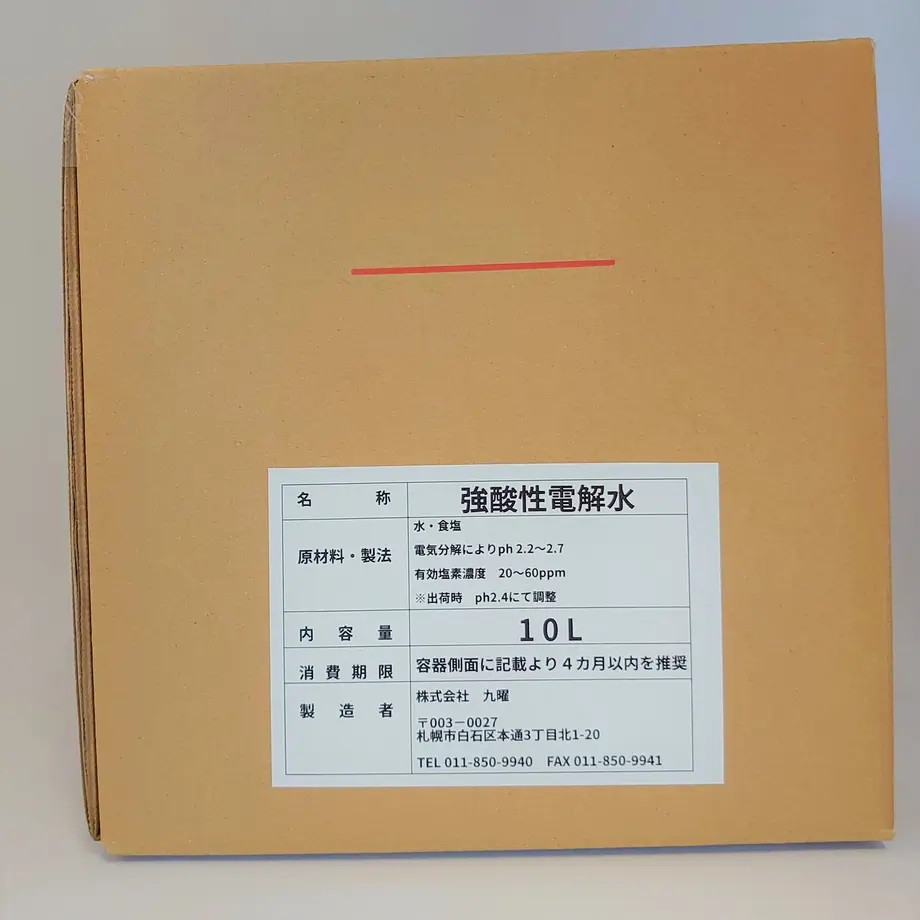 名称 強酸性電解水
原材料・製法
水・食塩
電気分解によりph 2.2～2.7
有効塩素濃度 20～60ppm
※出荷時 ph2.4にて調整
内容量 10L
消費期限 容器側面に記載より４カ月以内を推奨
製造者 株式会社 九曜
〒003－0027
札幌市白石区本通3丁目北1-20
TEL 011-850-9940 FAX 011-850-9941